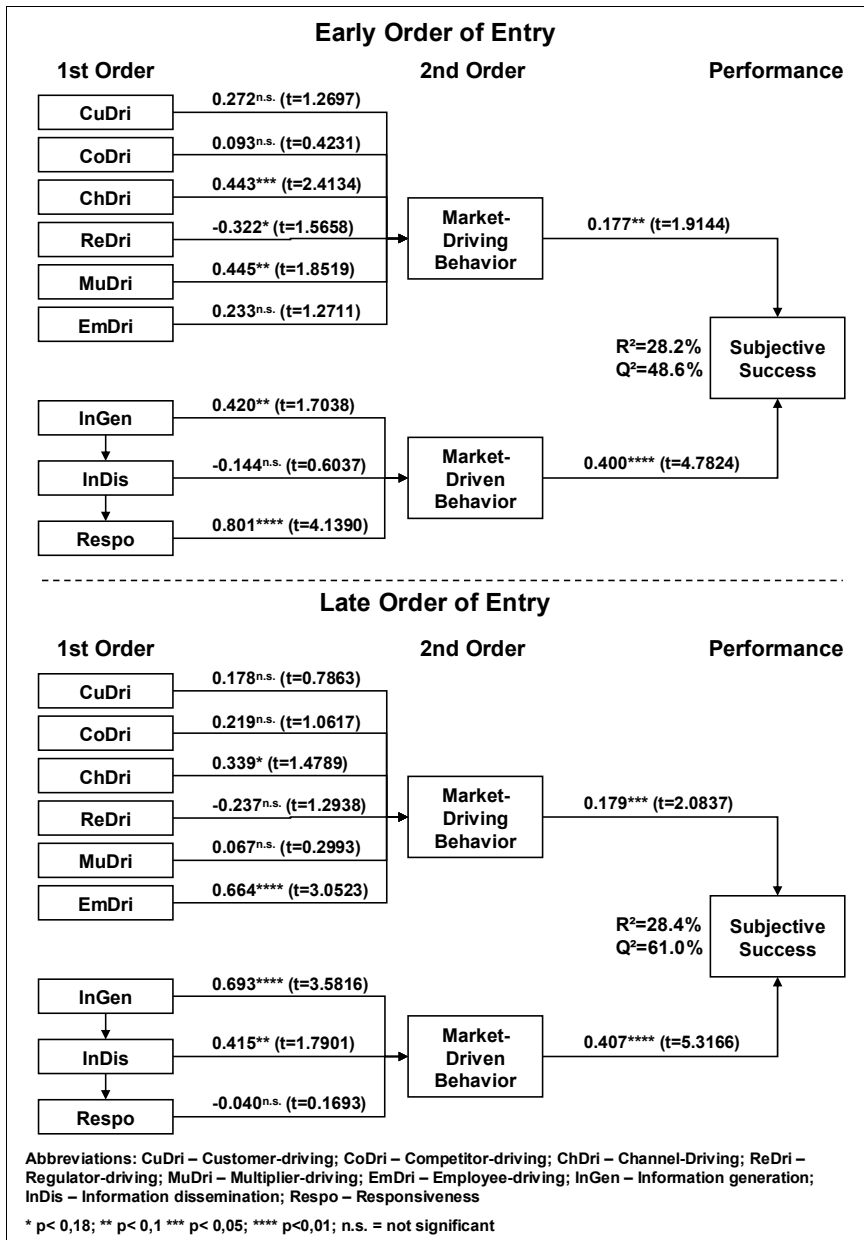 Early Order of Entry
1st Order 2nd Order Performance
CuDri 0.272n.s. (t=1.2697)
CoDri 0.093n.s. (t=0.4231)
ChDri 0.443*** (t=2.4134)
ReDri -0.322* (t=1.5658)
MuDri 0.445** (t=1.8519)
EmDri 0.233n.s. (t=1.2711)
Market-
Driving
Behavior
0.177** (t=1.9144)
R²=28.2%
Q²=48.6%
Subjective
Success
InGen 0.420** (t=1.7038)
InDis -0.144n.s. (t=0.6037)
Respo 0.801**** (t=4.1390)
Market-
Driven
Behavior
0.400**** (t=4.7824)
Late Order of Entry
1st Order 2nd Order Performance
CuDri 0.178n.s. (t=0.7863)
CoDri 0.219n.s. (t=1.0617)
ChDri 0.339* (t=1.4789)
ReDri -0.237n.s. (t=1.2938)
MuDri 0.067n.s. (t=0.2993)
EmDri 0.664**** (t=3.0523)
Market-
Driving
Behavior
0.179*** (t=2.0837)
R²=28.4%
Q²=61.0%
Subjective
Success
InGen 0.693**** (t=3.5816)
InDis 0.415** (t=1.7901)
Respo -0.040n.s. (t=0.1693)
Market-
Driven
Behavior
0.407**** (t=5.3166)
Abbreviations: CuDri – Customer-driving; CoDri – Competitor-driving; ChDri – Channel-Driving; ReDri –
Regulator-driving; MuDri – Multiplier-driving; EmDri – Employee-driving; InGen – Information generation;
InDis – Information dissemination; Respo – Responsiveness
* p< 0,18; ** p< 0,1 *** p< 0,05; **** p<0,01; n.s. = not significant